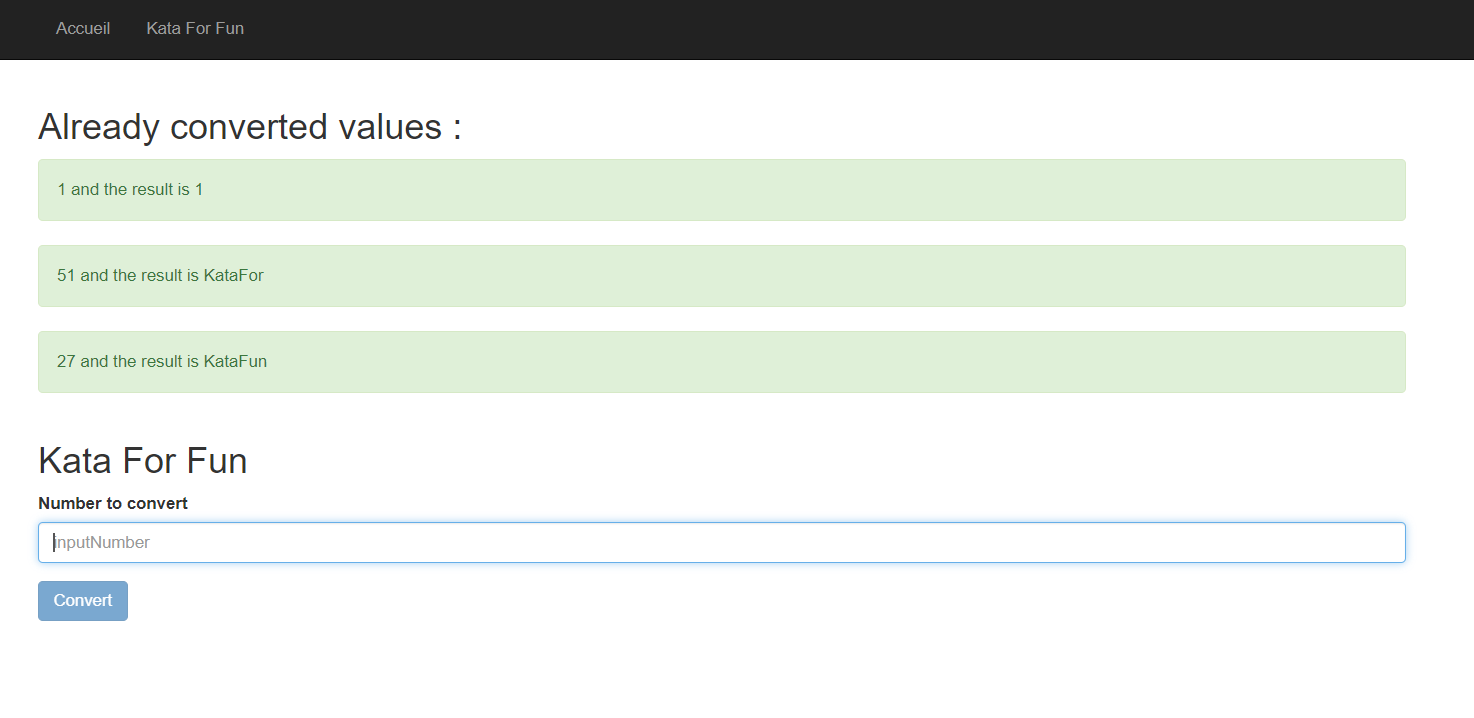 Accueil Kata For Fun
Already converted values :
1 and the result is 1
51 and the result is KataFor
27 and the result is KataFun
Kata For Fun
Number to convert
inputNumber
Convert